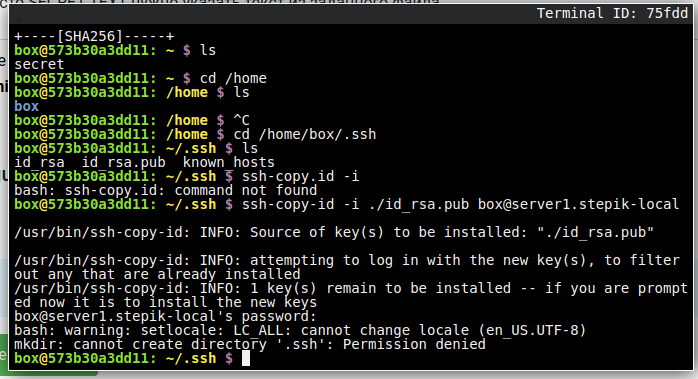 Terminal ID: 75fdd
+----[SHA256]-----+
box@573b30a3dd11: ~ $ ls
secret
box@573b30a3dd11: ~ $ cd /home
box@573b30a3dd11: /home $ ls
box
box@573b30a3dd11: /home $ ^C
box@573b30a3dd11: /home $ cd /home/box/.ssh
box@573b30a3dd11: ~/.ssh $ ls
id_rsa  id_rsa.pub  known_hosts
box@573b30a3dd11: ~/.ssh $ ssh-copy.id -i
bash: ssh-copy.id: command not found
box@573b30a3dd11: ~/.ssh $ ssh-copy-id -i ./id_rsa.pub box@server1.stepik-local
/usr/bin/ssh-copy-id: INFO: Source of key(s) to be installed: "./id_rsa.pub"
/usr/bin/ssh-copy-id: INFO: attempting to log in with the new key(s), to filter
out any that are already installed
/usr/bin/ssh-copy-id: INFO: 1 key(s) remain to be installed -- if you are prompt
ed now it is to install the new keys
box@server1.stepik-local's password:
bash: warning: setlocale: LC_ALL: cannot change locale (en_US.UTF-8)
mkdir: cannot create directory '.ssh': Permission denied
box@573b30a3dd11: ~/.ssh $